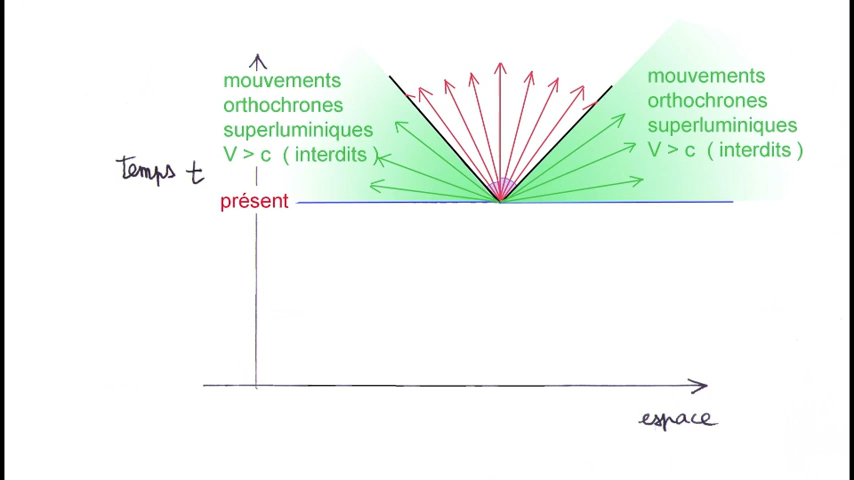 mouvements
orthochrones
superluminiques
V > c ( interdits )
mouvements
orthochrones
superluminiques
V > c ( interdits )
temps t
présent
espace